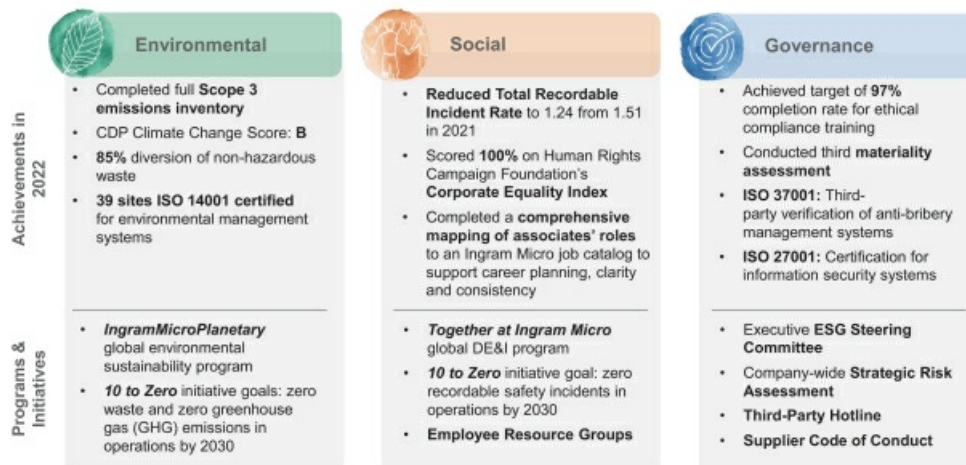 Environmental
Social
Governance
Achievements in
2022
• Completed full Scope 3
emissions inventory
• CDP Climate Change Score: B
• 85% diversion of non-hazardous
waste
• 39 sites ISO 14001 certified
for environmental management
systems
• Reduced Total Recordable
Incident Rate to 1.24 from 1.51
in 2021
• Scored 100% on Human Rights
Campaign Foundation's
Corporate Equality Index
• Completed a comprehensive
mapping of associates' roles
to an Ingram Micro job catalog to
support career planning, clarity
and consistency
• Achieved target of 97%
completion rate for ethical
compliance training
• Conducted third materiality
assessment
• ISO 37001: Third-
party verification of anti-bribery
management systems
• ISO 27001: Certification for
information security systems
Programs &
Initiatives
• IngramMicroPlanetary
global environmental
sustainability program
• 10 to Zero initiative goals: zero
waste and zero greenhouse
gas (GHG) emissions in
operations by 2030
• Together at Ingram Micro
global DE&I program
• 10 to Zero initiative goal: zero
recordable safety incidents in
operations by 2030
• Employee Resource Groups
• Executive ESG Steering
Committee
• Company-wide Strategic Risk
Assessment
• Third-Party Hotline
• Supplier Code of Conduct